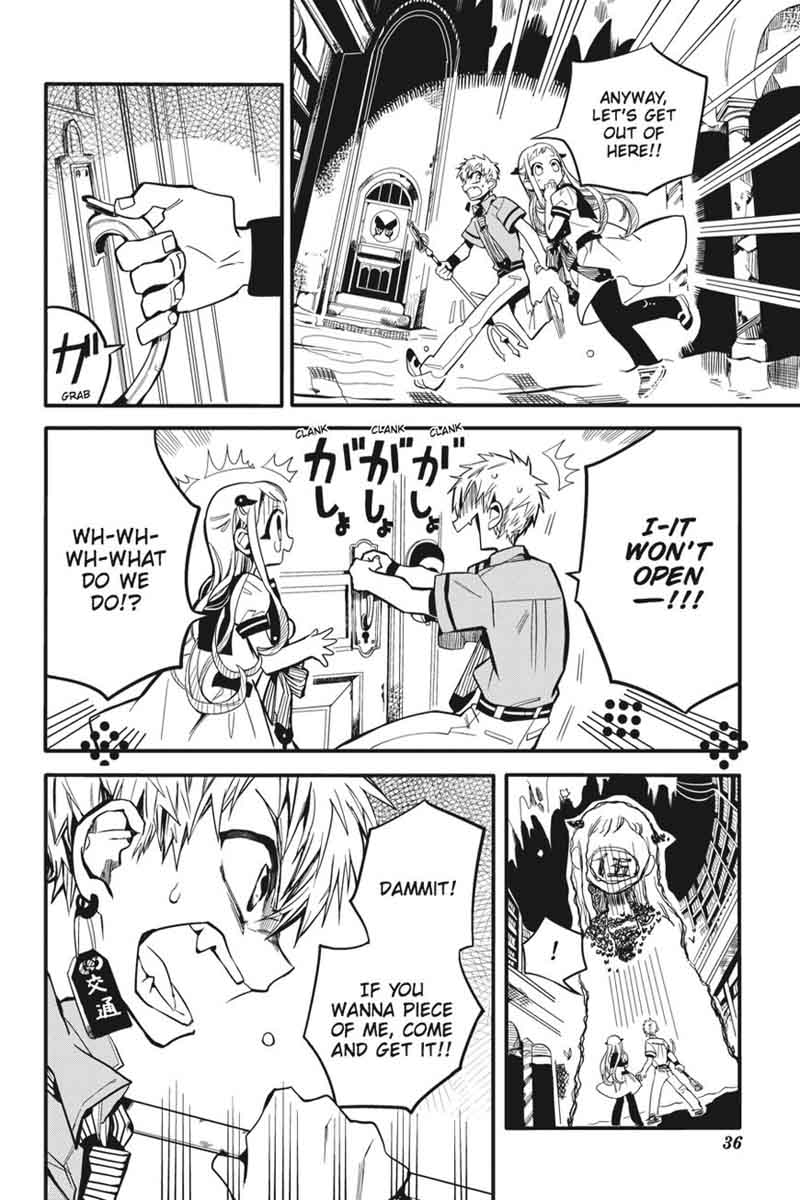 ANYWAY,
LET'S GET
OUT OF
HERE!!
ガ
GRAB
I-IT
WON'T
OPEN
—!!!
CLANK
がしょ
CLANK
がしょ
CLANK
がしょ
WH-WH-
WH-WHAT
DO WE
DO!?
!
DAMMIT!
IF YOU
WANNA PIECE
OF ME, COME
AND GET IT!!
交通
36